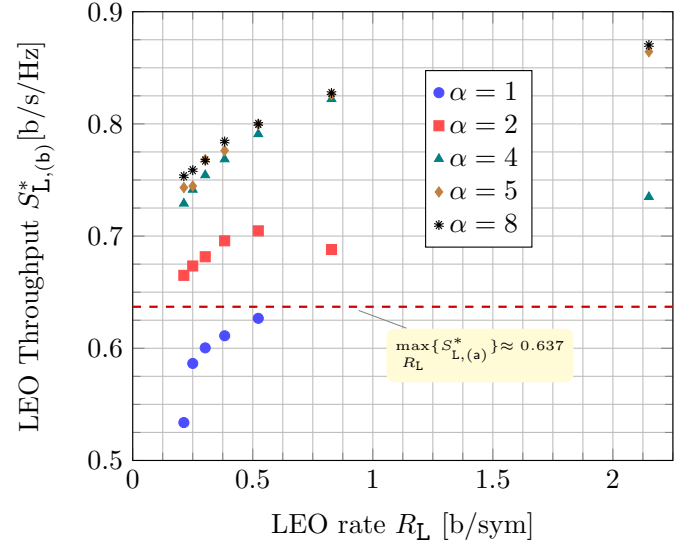 0.9
0.8
0.7
0.6
0.5
LEO Throughput S*L,(b)[b/s/Hz]
α = 1
α = 2
α = 4
α = 5
α = 8
max{S*L,(a)}≈ 0.637
RL
0 0.5 1 1.5 2
LEO rate RL [b/sym]